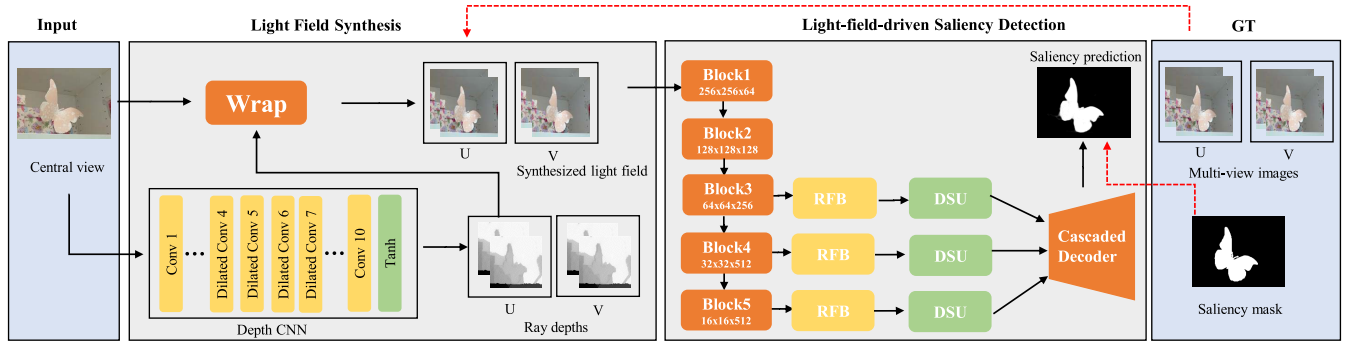 Input
Light Field Synthesis
Light-field-driven Saliency Detection
GT
Central view
Wrap
U
V
Synthesized light field
Conv 1
Dilated Conv 4
Dilated Conv 5
Dilated Conv 6
Dilated Conv 7
Conv 10
Tanh
Depth CNN
U
V
Ray depths
Block1
256x256x64
Block2
128x128x128
Block3
64x64x256
RFB
DSU
Block4
32x32x512
RFB
DSU
Block5
16x16x512
RFB
DSU
Saliency prediction
Cascaded
Decoder
U
V
Multi-view images
Saliency mask